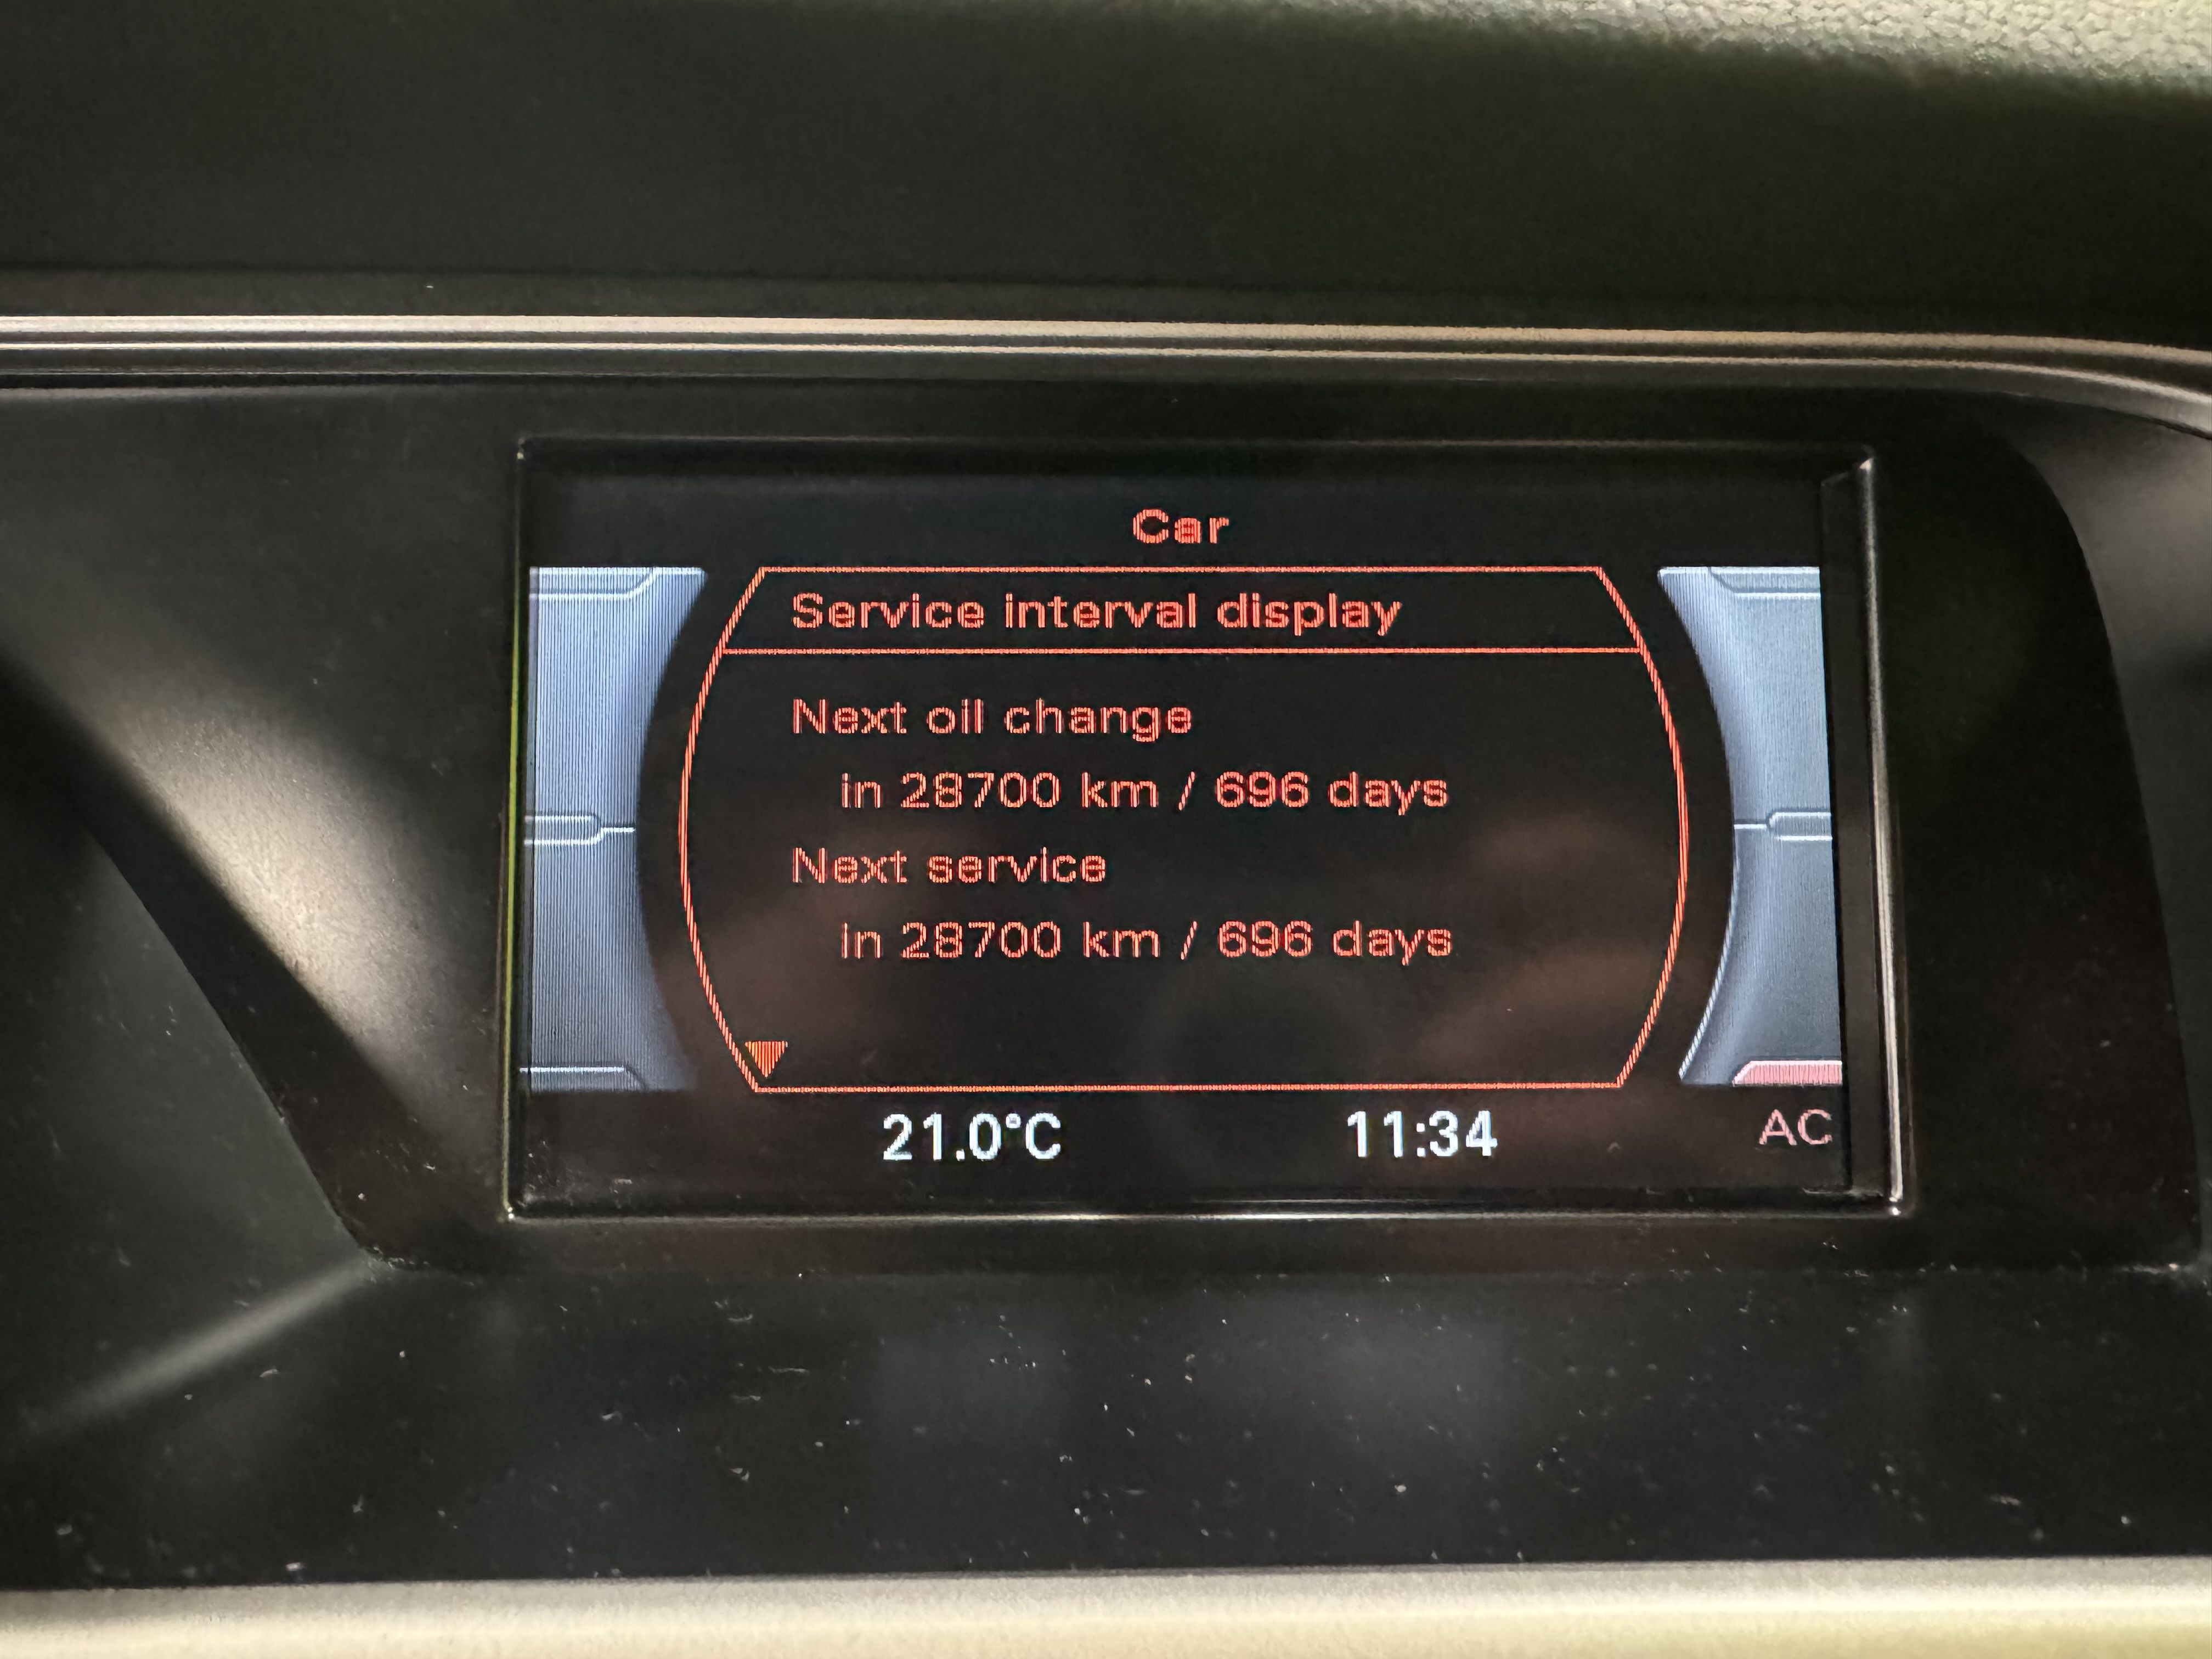 Car
Service interval display
Next oil change
in 28700 km / 696 days
Next service
in 28700 km / 696 days
21.0°C 11:34 AC